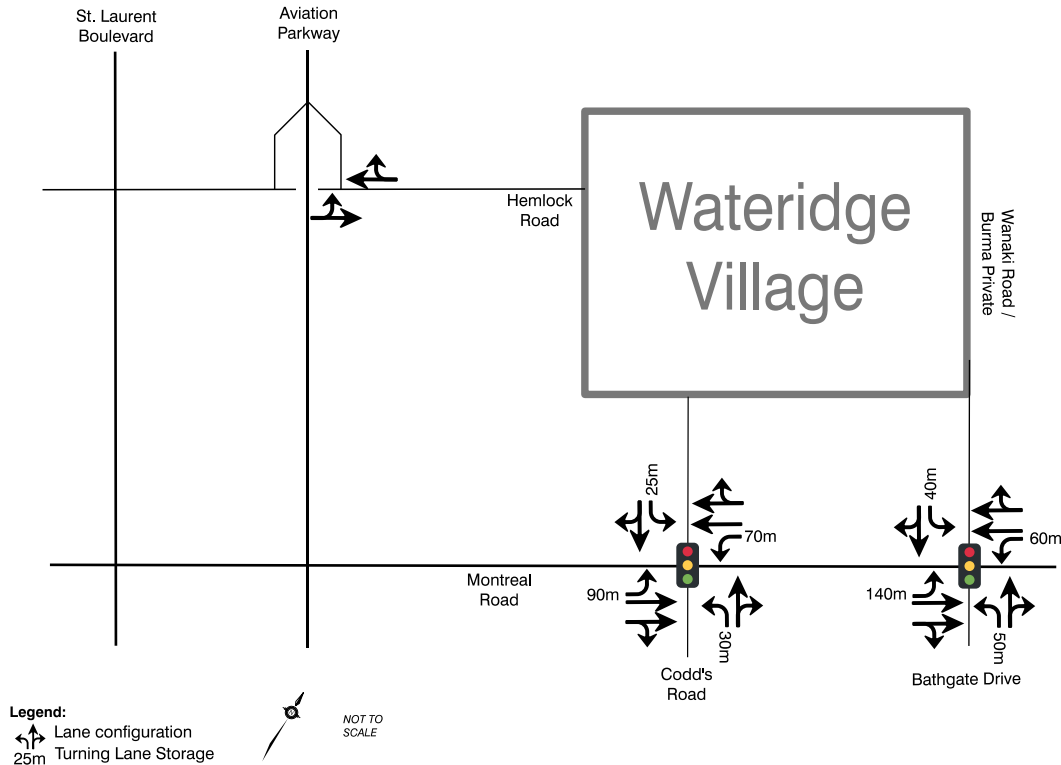 St. Laurent
Boulevard
Aviation
Parkway
Hemlock
Road
Wateridge
Village
Wanaki Road /
Burma Private
25m
70m
40m
60m
Montreal
Road
90m
30m
140m
50m
Codd's
Road
Bathgate Drive
Legend:
Lane configuration
25m Turning Lane Storage
NOT TO
SCALE